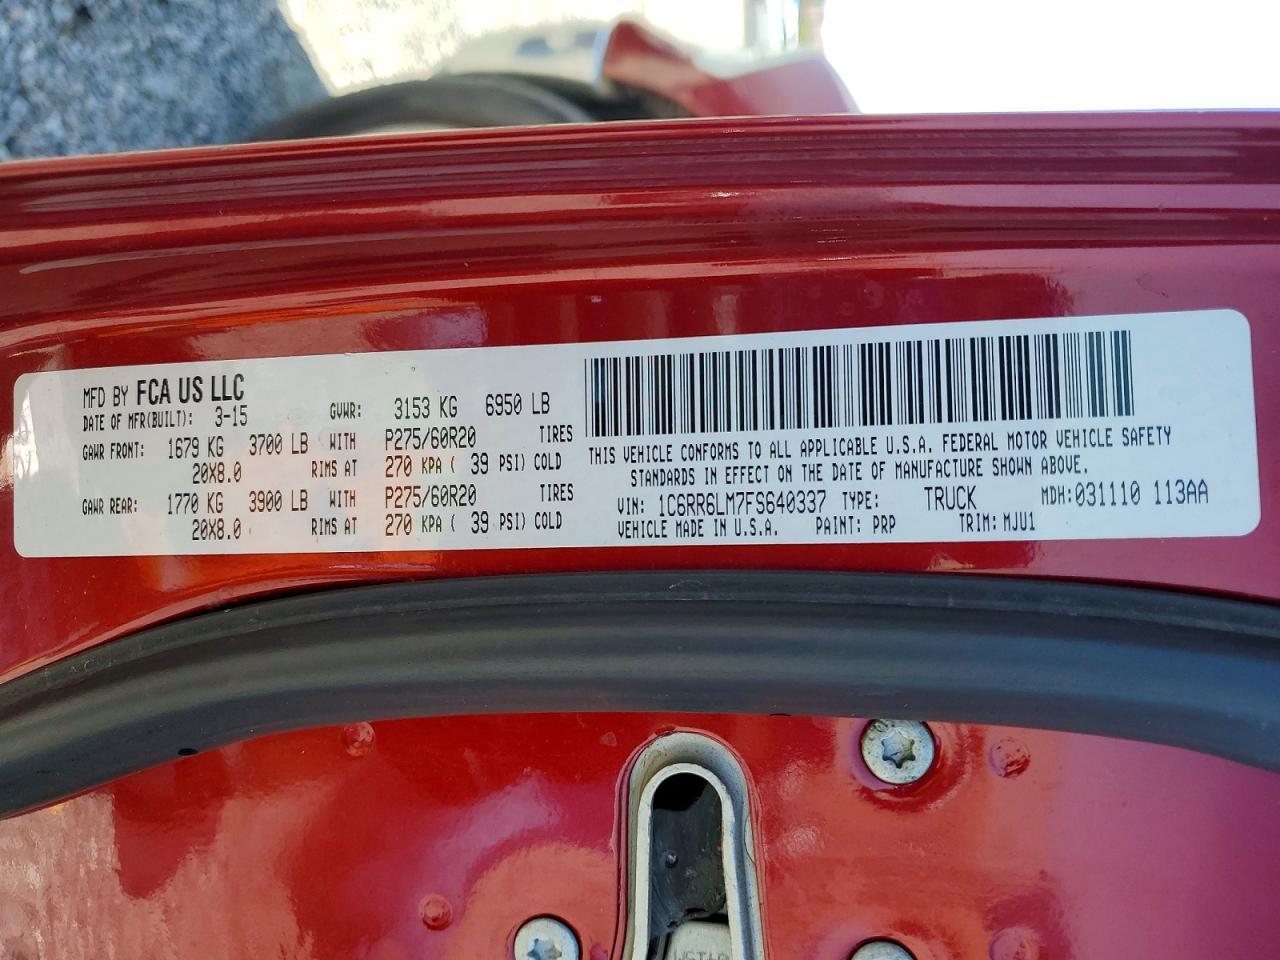 MFD BY FCA US LLC
DATE OF MFR(BUILT): 3-15 GVWR: 3153 KG 6950 LB
GAWR FRONT: 1679 KG 3700 LB WITH P275/60R20 TIRES
20X8.0 RIMS AT 270 KPA ( 39 PSI) COLD
GAWR REAR: 1770 KG 3900 LB WITH P275/60R20 TIRES
20X8.0 RIMS AT 270 KPA ( 39 PSI) COLD
THIS VEHICLE CONFORMS TO ALL APPLICABLE U.S.A. FEDERAL MOTOR VEHICLE SAFETY
STANDARDS IN EFFECT ON THE DATE OF MANUFACTURE SHOWN ABOVE.
VIN: 1C6RR6LM7FS640337 TYPE: TRUCK MDH:031110 113AA
VEHICLE MADE IN U.S.A. PAINT: PRP TRIM: MJU1